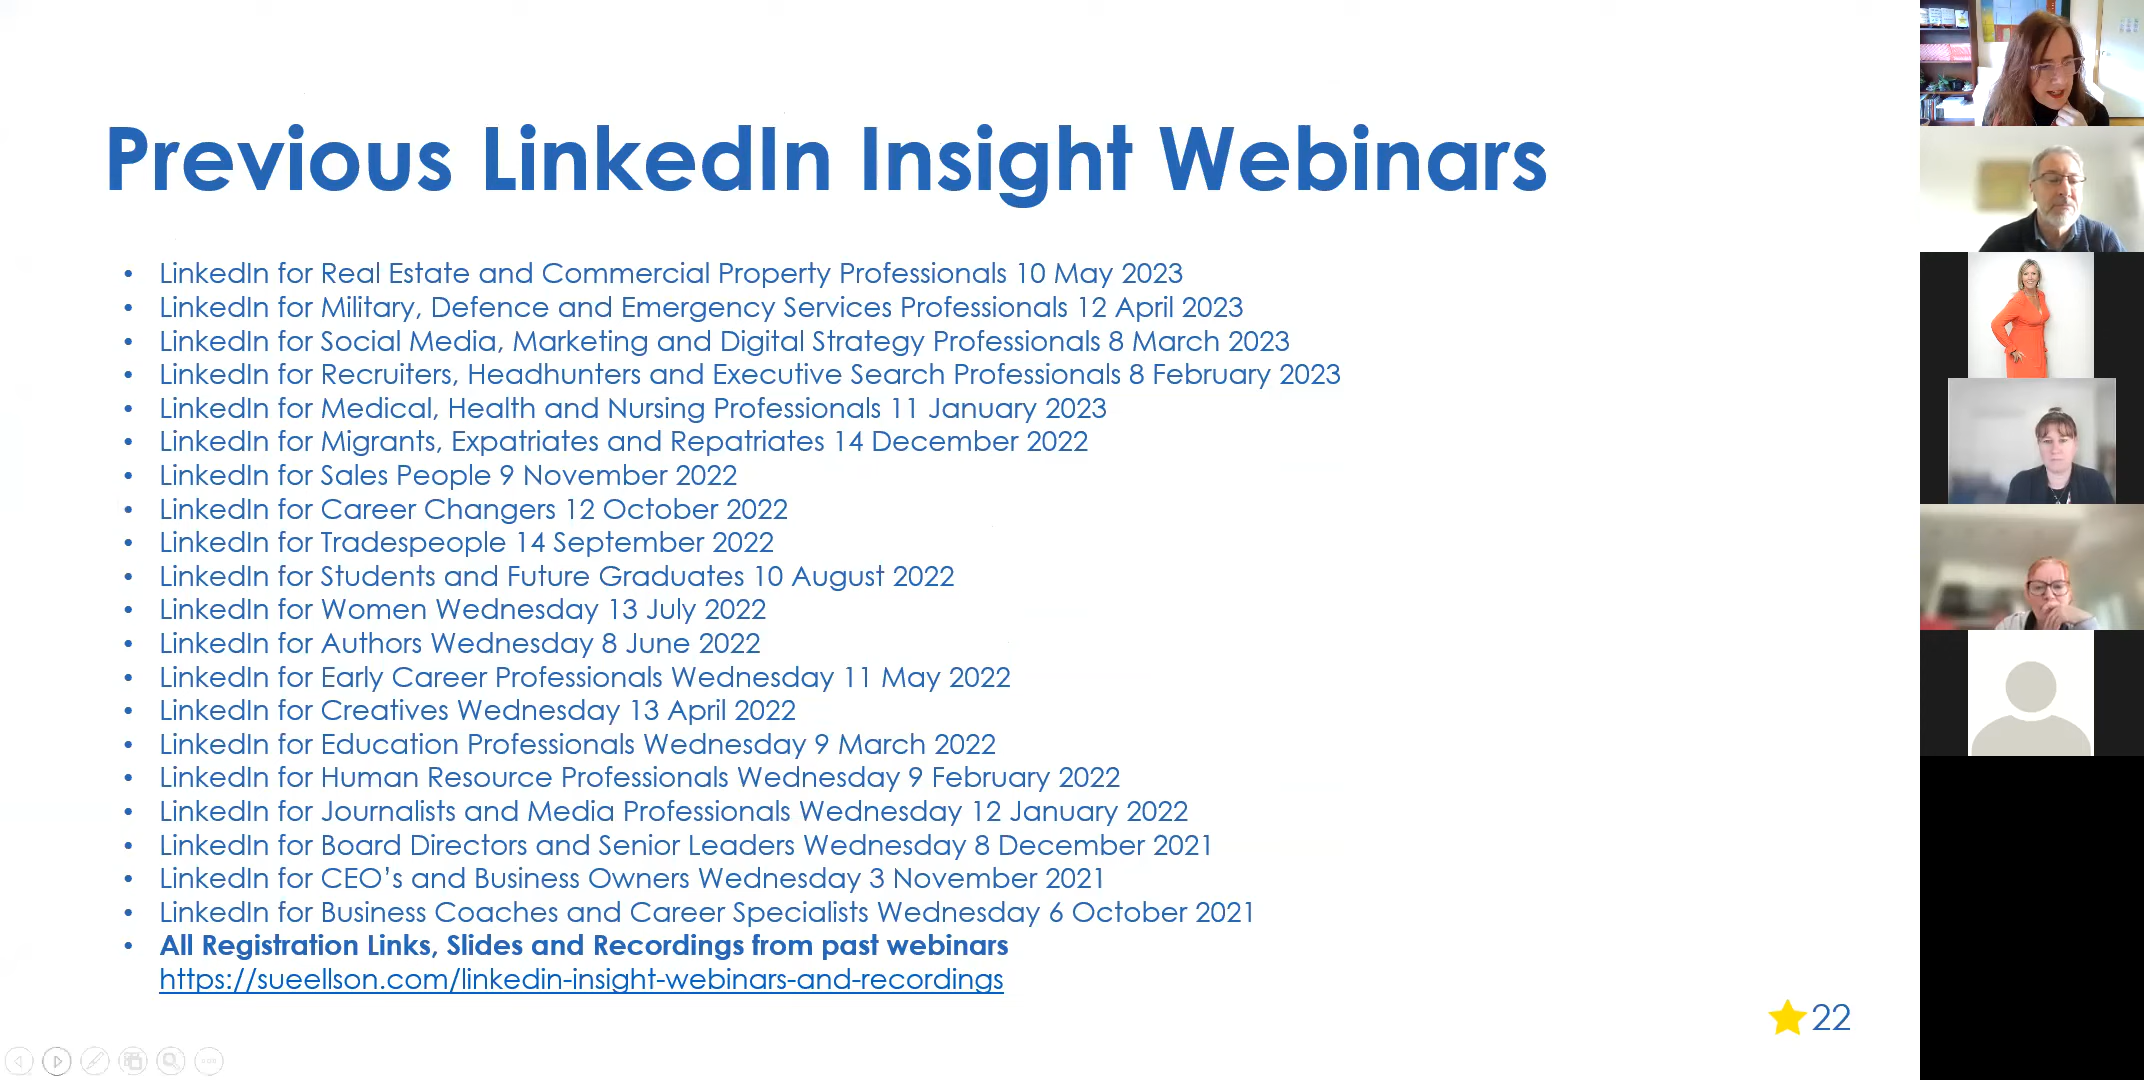 Previous LinkedIn Insight Webinars
• LinkedIn for Real Estate and Commercial Property Professionals 10 May 2023
• LinkedIn for Military, Defence and Emergency Services Professionals 12 April 2023
• LinkedIn for Social Media, Marketing and Digital Strategy Professionals 8 March 2023
• LinkedIn for Recruiters, Headhunters and Executive Search Professionals 8 February 2023
• LinkedIn for Medical, Health and Nursing Professionals 11 January 2023
• LinkedIn for Migrants, Expatriates and Repatriates 14 December 2022
• LinkedIn for Sales People 9 November 2022
• LinkedIn for Career Changers 12 October 2022
• LinkedIn for Tradespeople 14 September 2022
• LinkedIn for Students and Future Graduates 10 August 2022
• LinkedIn for Women Wednesday 13 July 2022
• LinkedIn for Authors Wednesday 8 June 2022
• LinkedIn for Early Career Professionals Wednesday 11 May 2022
• LinkedIn for Creatives Wednesday 13 April 2022
• LinkedIn for Education Professionals Wednesday 9 March 2022
• LinkedIn for Human Resource Professionals Wednesday 9 February 2022
• LinkedIn for Journalists and Media Professionals Wednesday 12 January 2022
• LinkedIn for Board Directors and Senior Leaders Wednesday 8 December 2021
• LinkedIn for CEO’s and Business Owners Wednesday 3 November 2021
• LinkedIn for Business Coaches and Career Specialists Wednesday 6 October 2021
• All Registration Links, Slides and Recordings from past webinars
https://sueellson.com/linkedin-insight-webinars-and-recordings
22